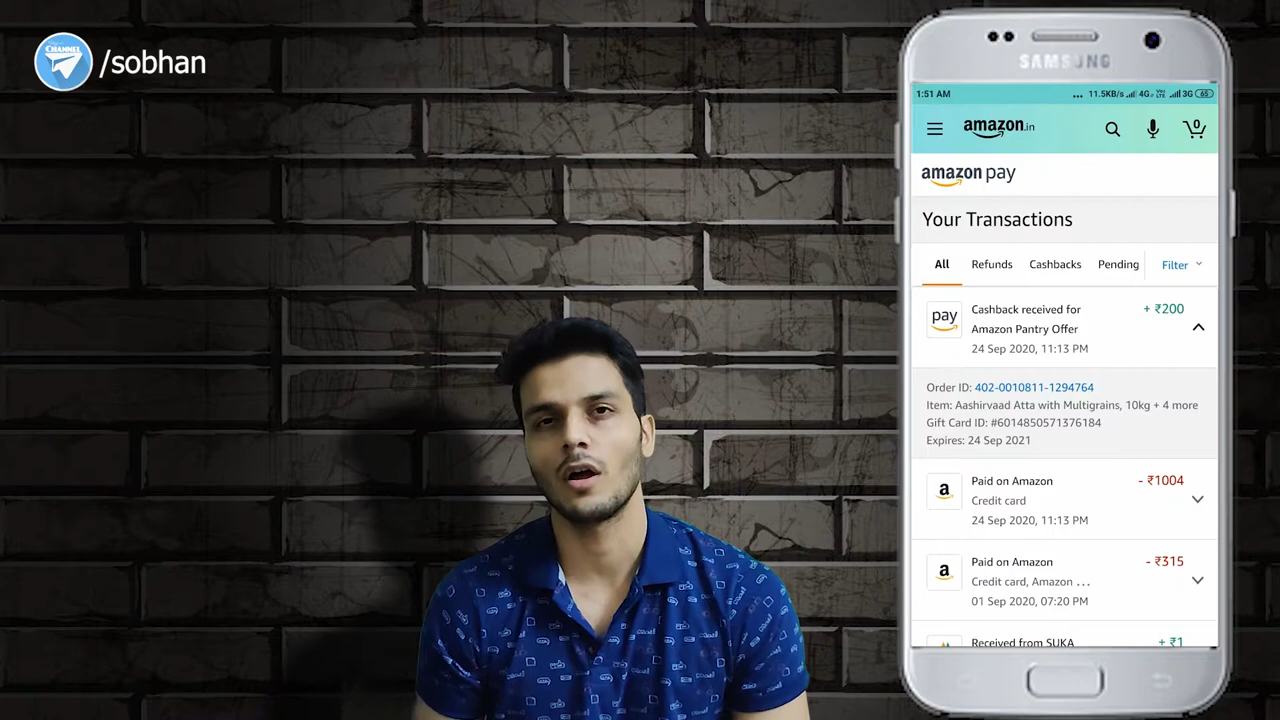 CHANNEL
/sobhan
SAMSUNG
1:51 AM
... 11.5KB/s 4G VoLTE 3G 65
amazon.in
0
amazon pay
Your Transactions
All Refunds Cashbacks Pending Filter
pay
Cashback received for + ₹200
Amazon Pantry Offer
24 Sep 2020, 11:13 PM
Order ID: 402-0010811-1294764
Item: Aashirvaad Atta with Multigrains, 10kg + 4 more
Gift Card ID: #6014850571376184
Expires: 24 Sep 2021
a
Paid on Amazon - ₹1004
Credit card
24 Sep 2020, 11:13 PM
a
Paid on Amazon - ₹315
Credit card, Amazon ...
01 Sep 2020, 07:20 PM
Received from SUKA + ₹1